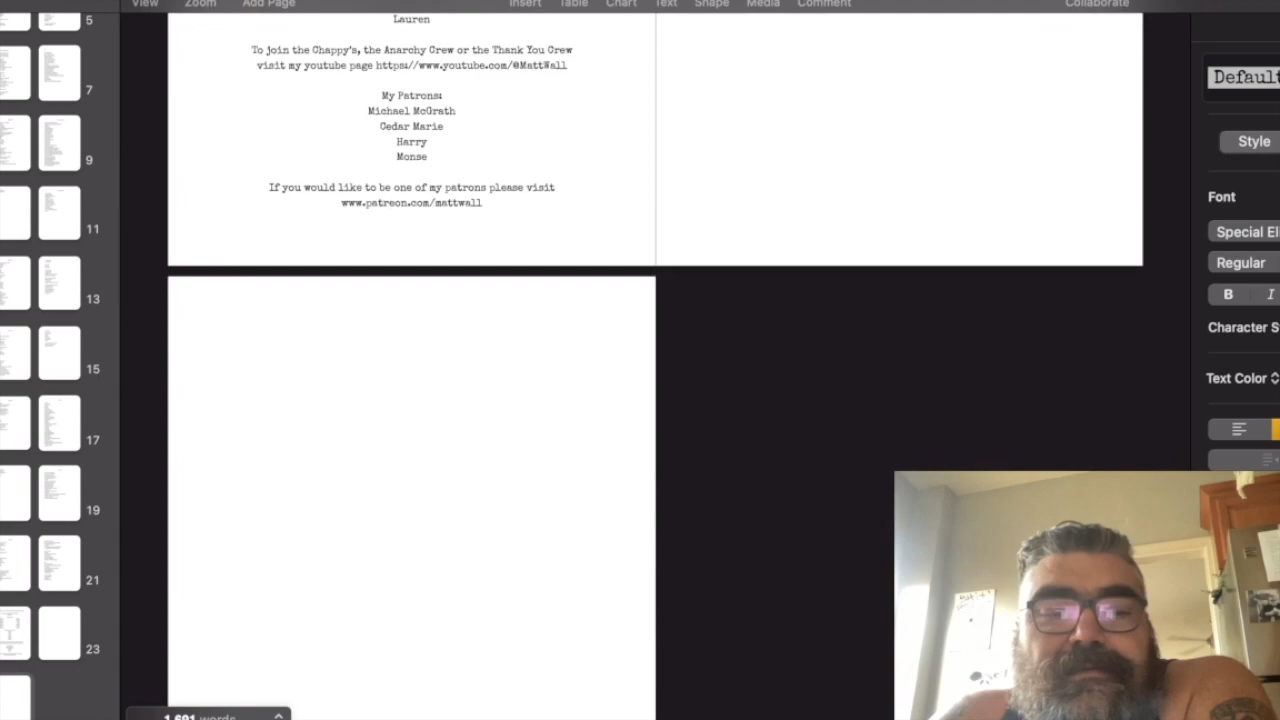 View Zoom Add Page Insert Table Chart Text Shape Media Comment Collaborate
5
7
9
11
13
15
17
19
21
23
Lauren
To join the Chappy's, the Anarchy Crew or the Thank You Crew
visit my youtube page https://www.youtube.com/@MattWall
My Patrons:
Michael McGrath
Cedar Marie
Harry
Monse
If you would like to be one of my patrons please visit
www.patreon.com/mattwall
1,691 words
Default
Style
Font
Special El
Regular
B I
Character S
Text Color